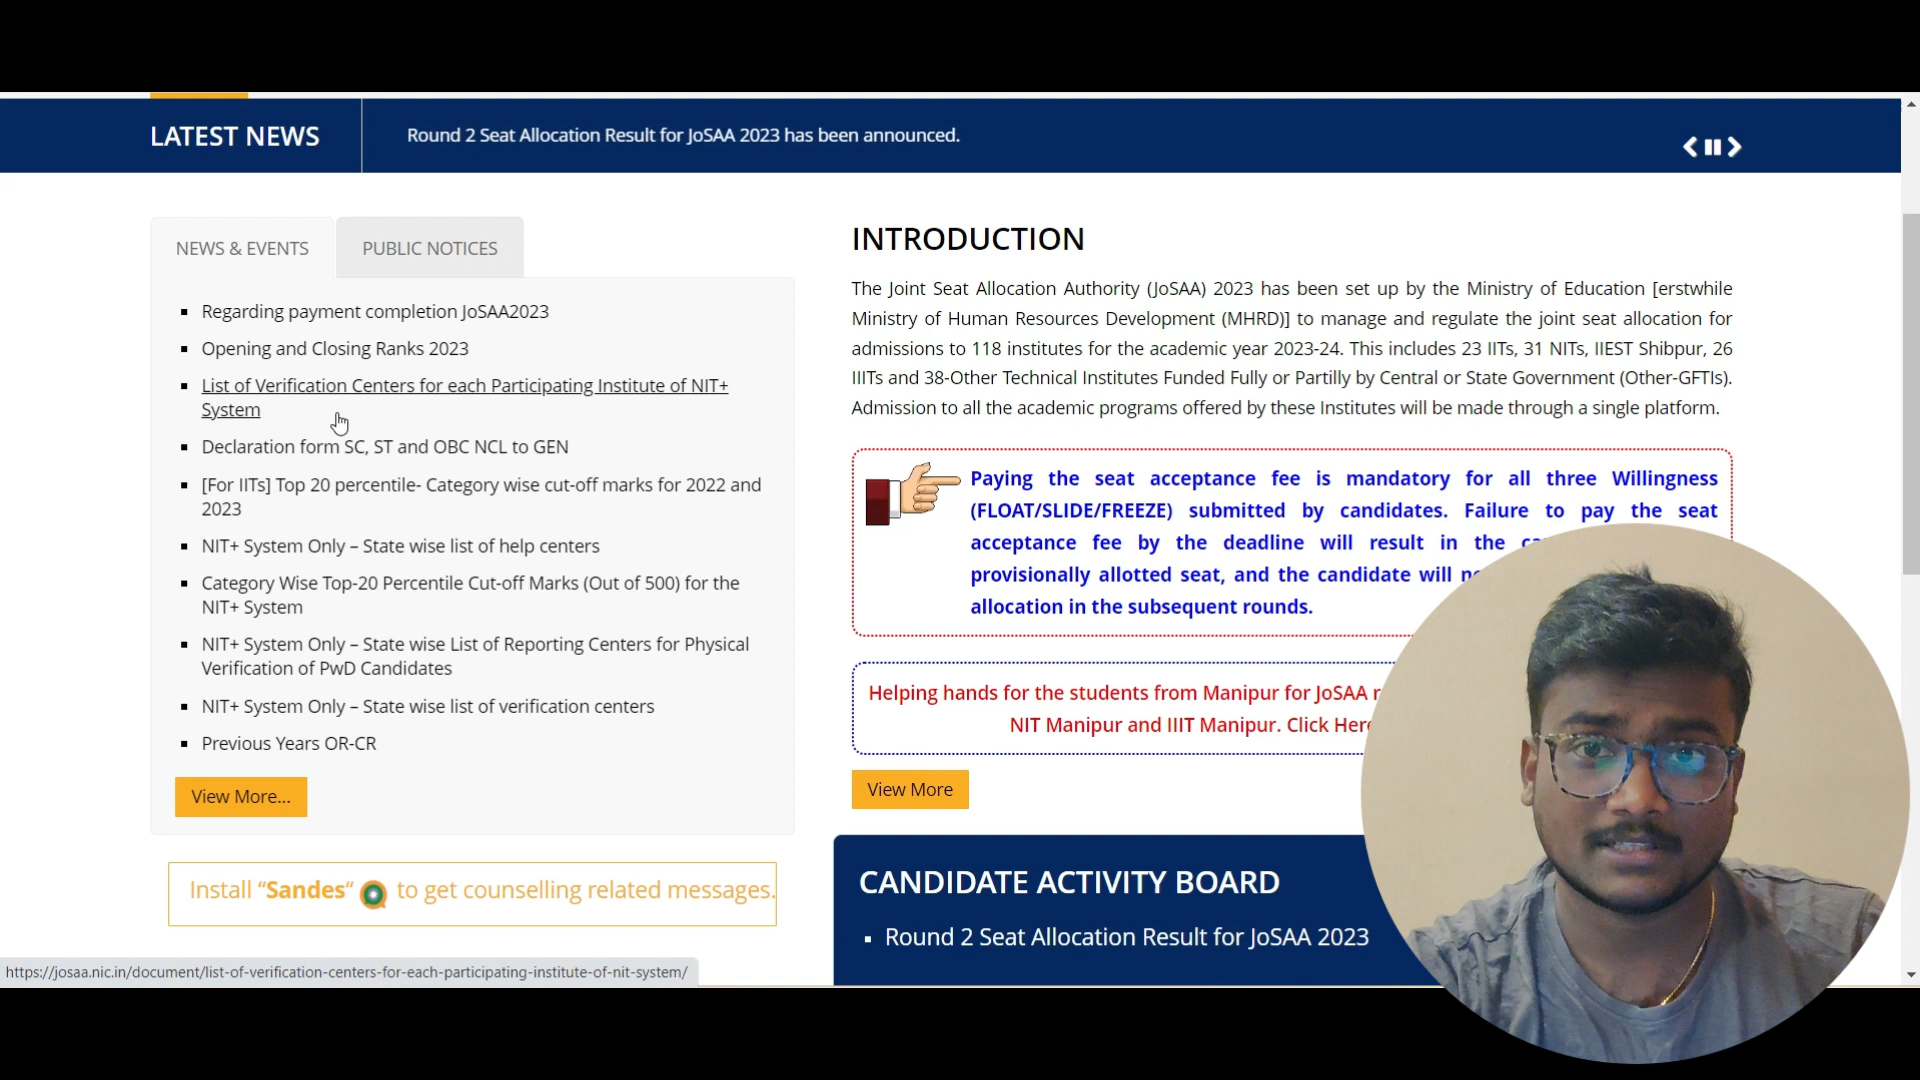 LATEST NEWS
Round 2 Seat Allocation Result for JoSAA 2023 has been announced.
NEWS & EVENTS
PUBLIC NOTICES
Regarding payment completion JoSAA2023
Opening and Closing Ranks 2023
List of Verification Centers for each Participating Institute of NIT+
System
Declaration form SC, ST and OBC NCL to GEN
[For IITs] Top 20 percentile- Category wise cut-off marks for 2022 and
2023
NIT+ System Only – State wise list of help centers
Category Wise Top-20 Percentile Cut-off Marks (Out of 500) for the
NIT+ System
NIT+ System Only – State wise List of Reporting Centers for Physical
Verification of PwD Candidates
NIT+ System Only – State wise list of verification centers
Previous Years OR-CR
View More...
Install “Sandes“ to get counselling related messages.
https://josaa.nic.in/document/list-of-verification-centers-for-each-participating-institute-of-nit-system/
INTRODUCTION
The Joint Seat Allocation Authority (JoSAA) 2023 has been set up by the Ministry of Education [erstwhile
Ministry of Human Resources Development (MHRD)] to manage and regulate the joint seat allocation for
admissions to 118 institutes for the academic year 2023-24. This includes 23 IITs, 31 NITs, IIEST Shibpur, 26
IIITs and 38-Other Technical Institutes Funded Fully or Partilly by Central or State Government (Other-GFTIs).
Admission to all the academic programs offered by these Institutes will be made through a single platform.
Paying the seat acceptance fee is mandatory for all three Willingness
(FLOAT/SLIDE/FREEZE) submitted by candidates. Failure to pay the seat
acceptance fee by the deadline will result in the
provisionally allotted seat, and the candidate will
allocation in the subsequent rounds.
Helping hands for the students from Manipur for JoSAA
NIT Manipur and IIIT Manipur. Click Here
View More
CANDIDATE ACTIVITY BOARD
Round 2 Seat Allocation Result for JoSAA 2023